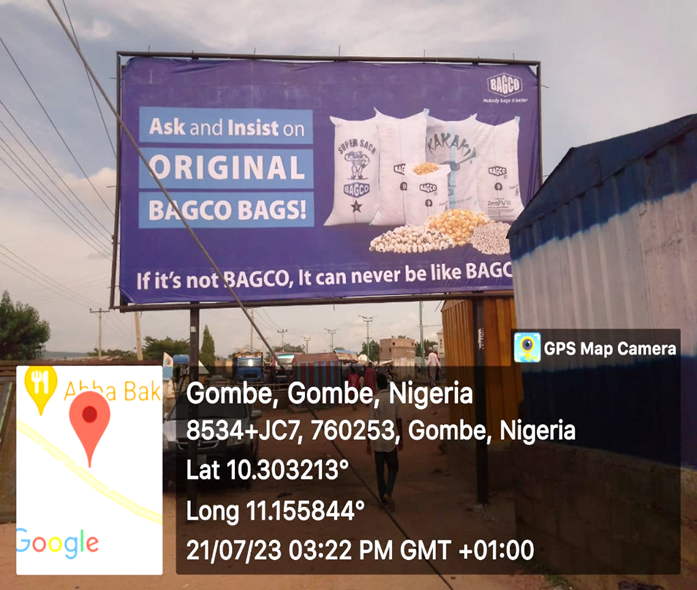 BAGCO
Nobody bags it better
Ask and Insist on
ORIGINAL
BAGCO BAGS!
SUPER SACK
BAGCO
KAKAKI
BAGCO
BAGCO
ZeroFly
If it's not BAGCO, It can never be like BAGC
GPS Map Camera
Abba Bak
Google
Gombe, Gombe, Nigeria
8534+JC7, 760253, Gombe, Nigeria
Lat 10.303213°
Long 11.155844°
21/07/23 03:22 PM GMT +01:00